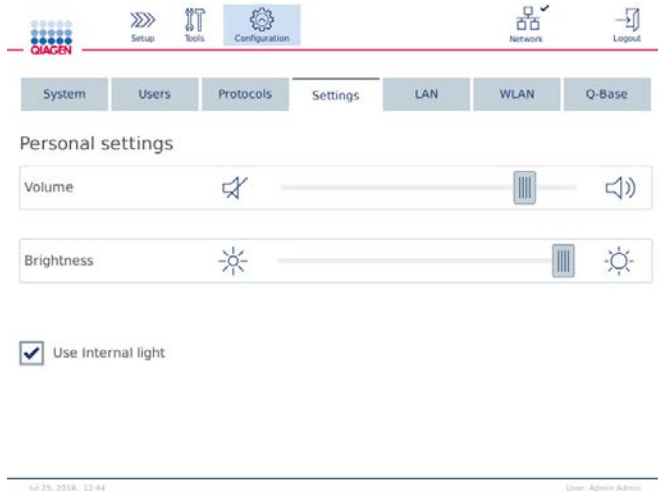 QIAGEN
Setup
Tools
Configuration
Network
Logout
System Users Protocols Settings LAN WLAN Q-Base
Personal settings
Volume
Brightness
Use Internal light
Jul 25, 2019, 12:44
User: Admin Admin